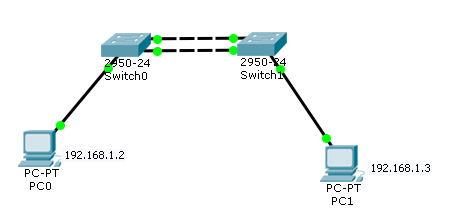 2950-24
Switch0
2950-24
Switch1
192.168.1.2
PC-PT
PC0
192.168.1.3
PC-PT
PC1